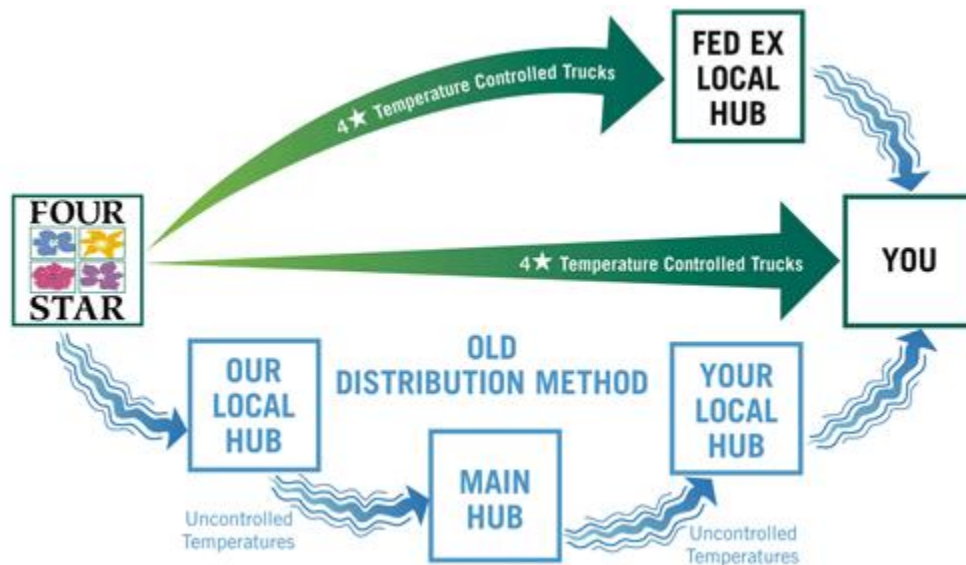 FED EX
LOCAL
HUB
4★ Temperature Controlled Trucks
FOUR
STAR
4★ Temperature Controlled Trucks
YOU
OLD
DISTRIBUTION METHOD
OUR
LOCAL
HUB
YOUR
LOCAL
HUB
MAIN
HUB
Uncontrolled
Temperatures
Uncontrolled
Temperatures